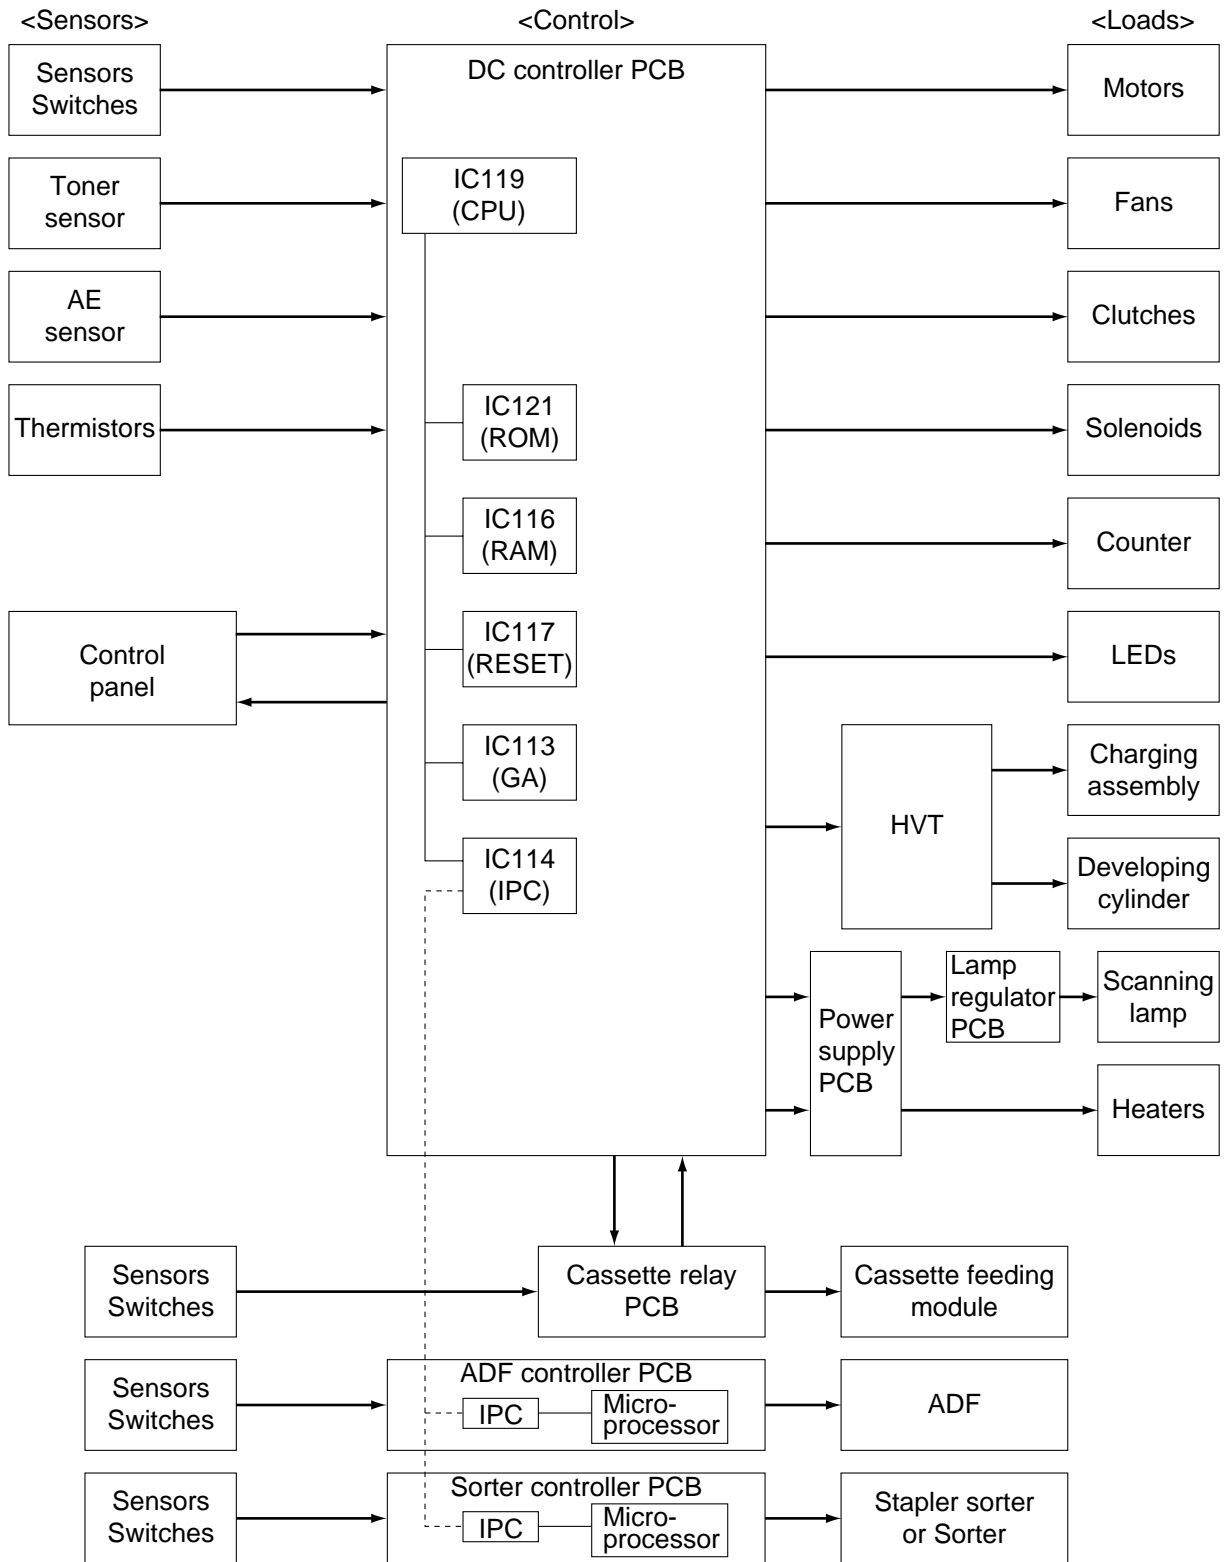 <Sensors>
<Control>
<Loads>
Sensors
Switches
DC controller PCB
Motors
Toner
sensor
IC119
(CPU)
Fans
AE
sensor
Clutches
Thermistors
IC121
(ROM)
Solenoids
IC116
(RAM)
Counter
Control
panel
IC117
(RESET)
LEDs
IC113
(GA)
HVT
Charging
assembly
IC114
(IPC)
Developing
cylinder
Power
supply
PCB
Lamp
regulator
PCB
Scanning
lamp
Heaters
Sensors
Switches
Cassette relay
PCB
Cassette feeding
module
Sensors
Switches
ADF controller PCB
IPC
Micro-
processor
ADF
Sensors
Switches
Sorter controller PCB
IPC
Micro-
processor
Stapler sorter
or Sorter